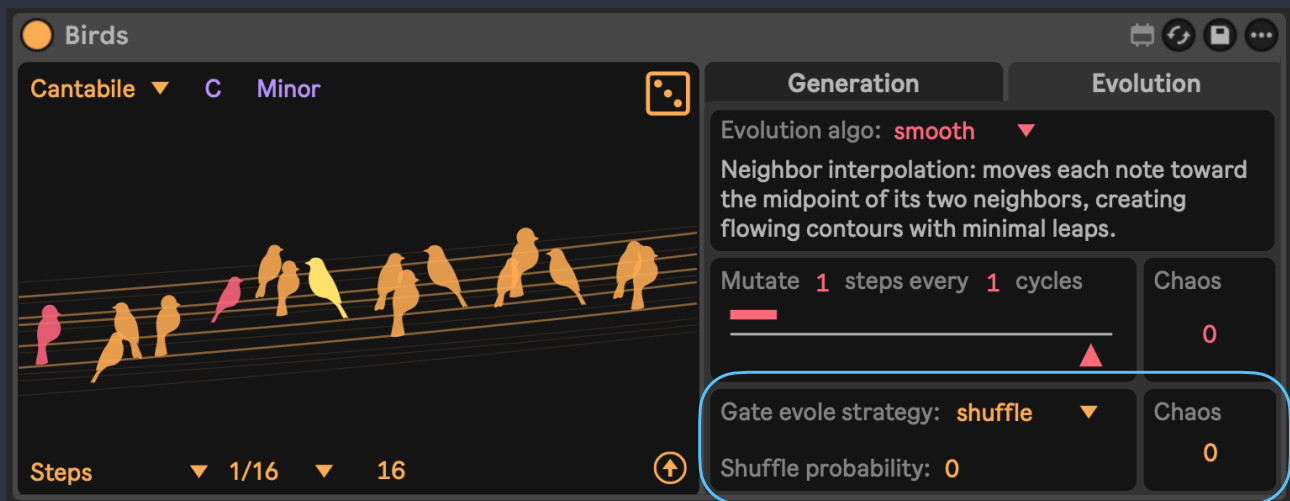 Birds
Cantabile C Minor
Generation Evolution
Evolution algo: smooth
Neighbor interpolation: moves each note toward
the midpoint of its two neighbors, creating
flowing contours with minimal leaps.
Mutate 1 steps every 1 cycles
Chaos
0
Gate evole strategy: shuffle
Shuffle probability: 0
Chaos
0
Steps 1/16 16